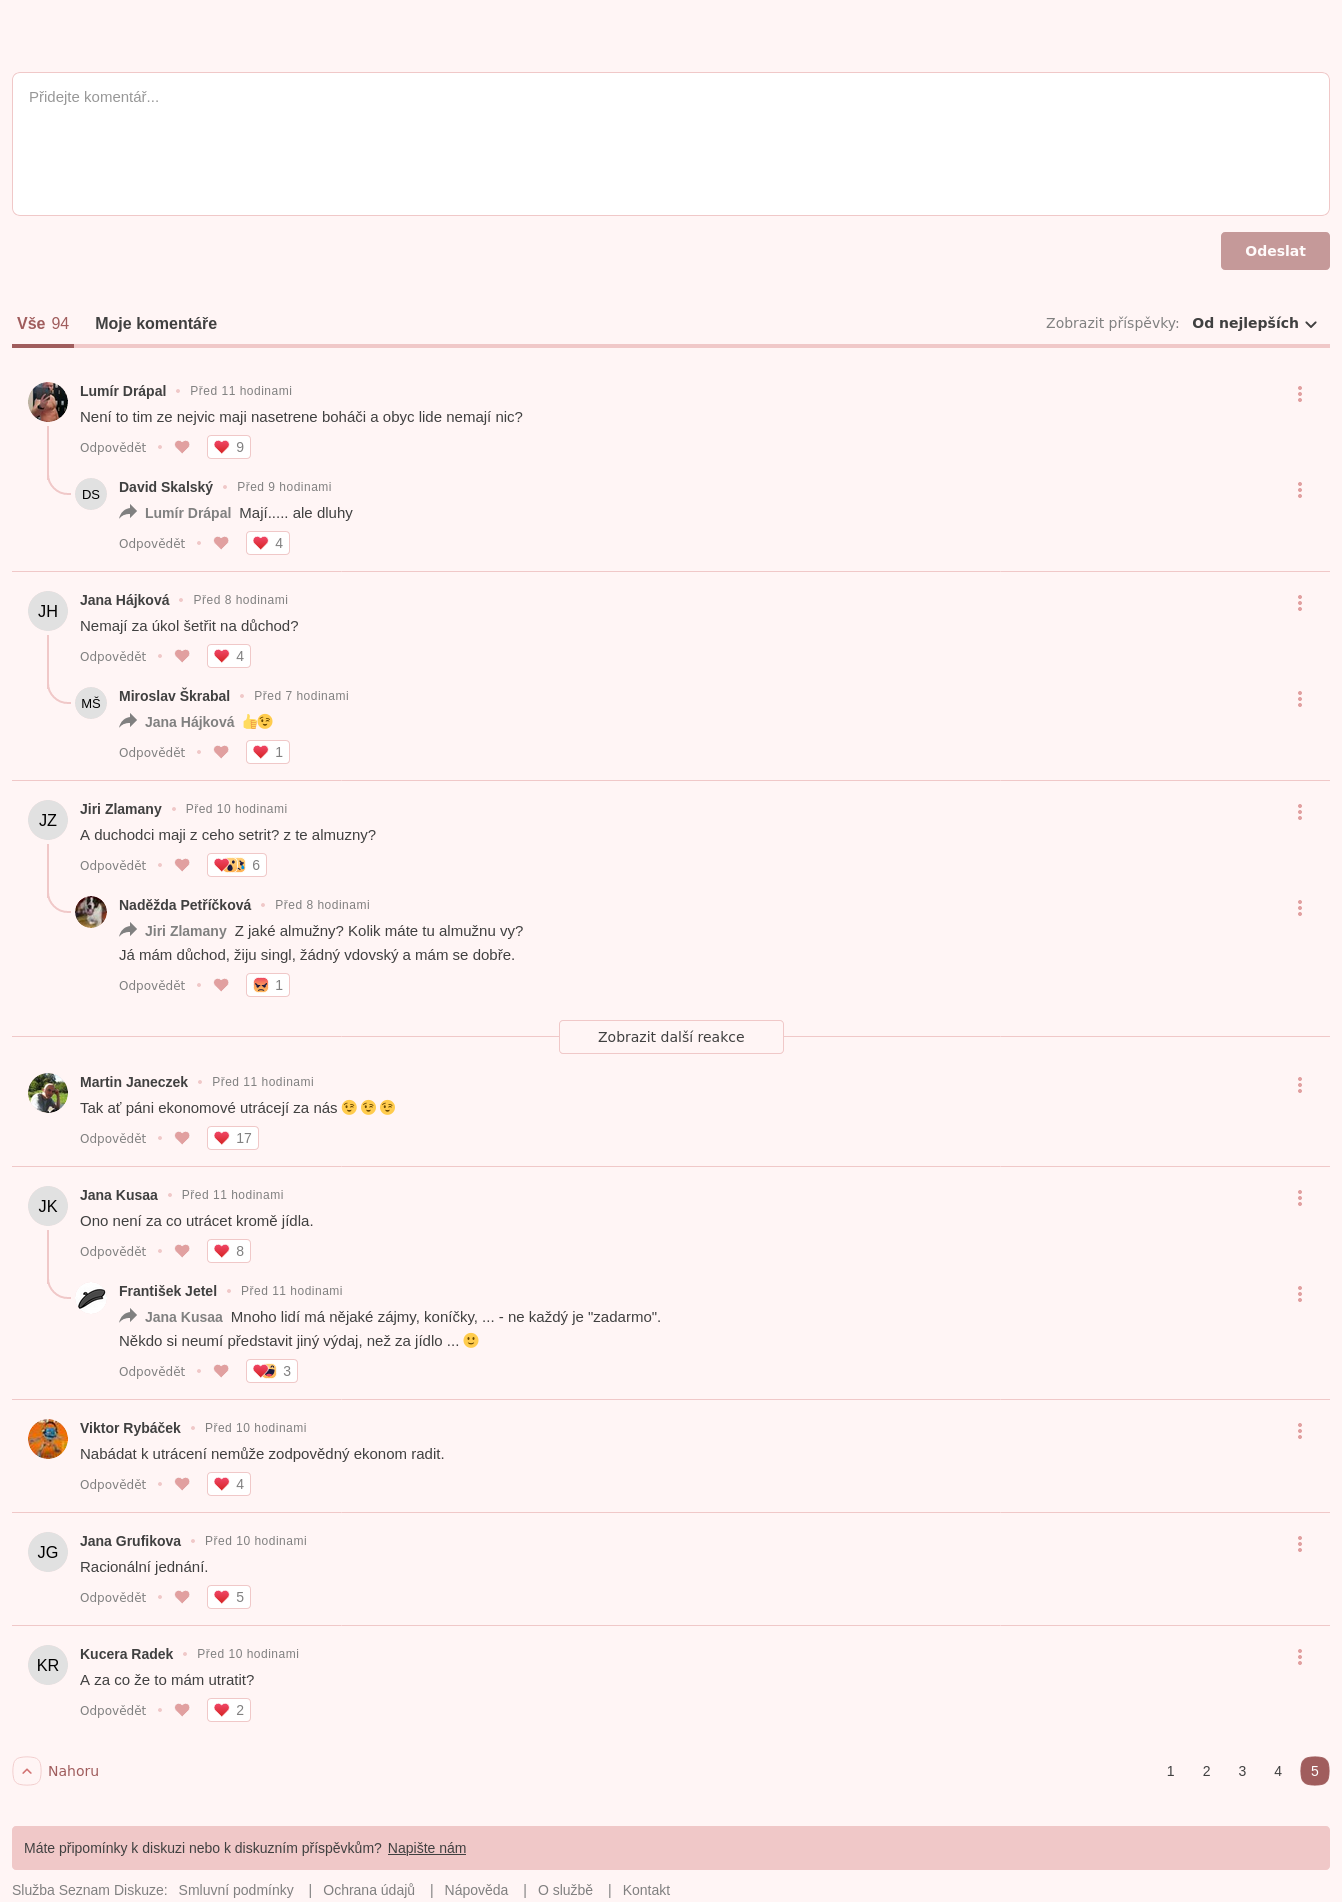 Přidejte komentář...
Odeslat
Vše 94 Moje komentáře Zobrazit příspěvky: Od nejlepších
Lumír Drápal • Před 11 hodinami
Není to tim ze nejvic maji nasetrene boháči a obyc lide nemají nic?
Odpovědět • 9
DS David Skalský • Před 9 hodinami
Lumír Drápal Mají..... ale dluhy
Odpovědět • 4
JH Jana Hájková • Před 8 hodinami
Nemají za úkol šetřit na důchod?
Odpovědět • 4
MŠ Miroslav Škrabal • Před 7 hodinami
Jana Hájková 👍😉
Odpovědět • 1
JZ Jiri Zlamany • Před 10 hodinami
A duchodci maji z ceho setrit? z te almuzny?
Odpovědět • 6
Naděžda Petříčková • Před 8 hodinami
Jiri Zlamany Z jaké almužny? Kolik máte tu almužnu vy?
Já mám důchod, žiju singl, žádný vdovský a mám se dobře.
Odpovědět • 1
Zobrazit další reakce
Martin Janeczek • Před 11 hodinami
Tak ať páni ekonomové utrácejí za nás 😉😉😉
Odpovědět • 17
JK Jana Kusaa • Před 11 hodinami
Ono není za co utrácet kromě jídla.
Odpovědět • 8
František Jetel • Před 11 hodinami
Jana Kusaa Mnoho lidí má nějaké zájmy, koníčky, ... - ne každý je "zadarmo".
Někdo si neumí představit jiný výdaj, než za jídlo ... 🙂
Odpovědět • 3
Viktor Rybáček • Před 10 hodinami
Nabádat k utrácení nemůže zodpovědný ekonom radit.
Odpovědět • 4
JG Jana Grufikova • Před 10 hodinami
Racionální jednání.
Odpovědět • 5
KR Kucera Radek • Před 10 hodinami
A za co že to mám utratit?
Odpovědět • 2
Nahoru 1 2 3 4 5
Máte připomínky k diskuzi nebo k diskuzním příspěvkům? Napište nám
Služba Seznam Diskuze: Smluvní podmínky | Ochrana údajů | Nápověda | O službě | Kontakt